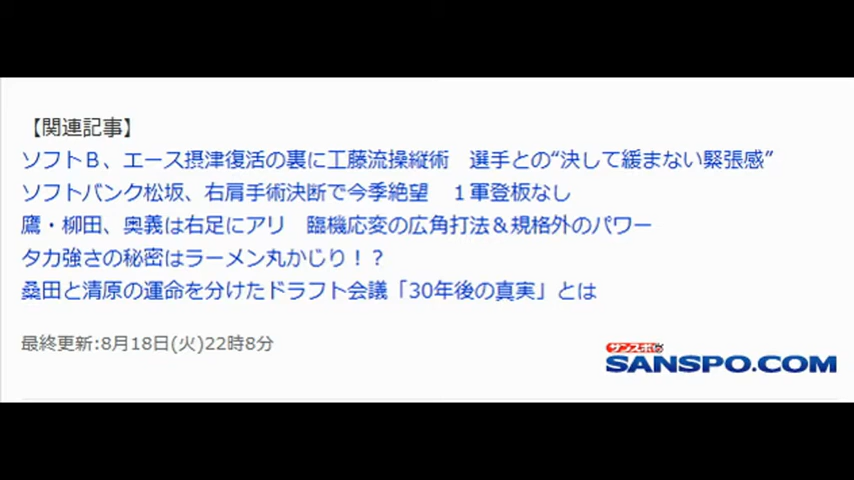 【関連記事】
ソフトＢ、エース摂津復活の裏に工藤流操縦術　選手との“決して緩まない緊張感”
ソフトバンク松坂、右肩手術決断で今季絶望　１軍登板なし
鷹・柳田、奥義は右足にアリ　臨機応変の広角打法＆規格外のパワー
タカ強さの秘密はラーメン丸かじり！？
桑田と清原の運命を分けたドラフト会議「30年後の真実」とは
最終更新:8月18日(火)22時8分
サンスポ
SANSPO.COM